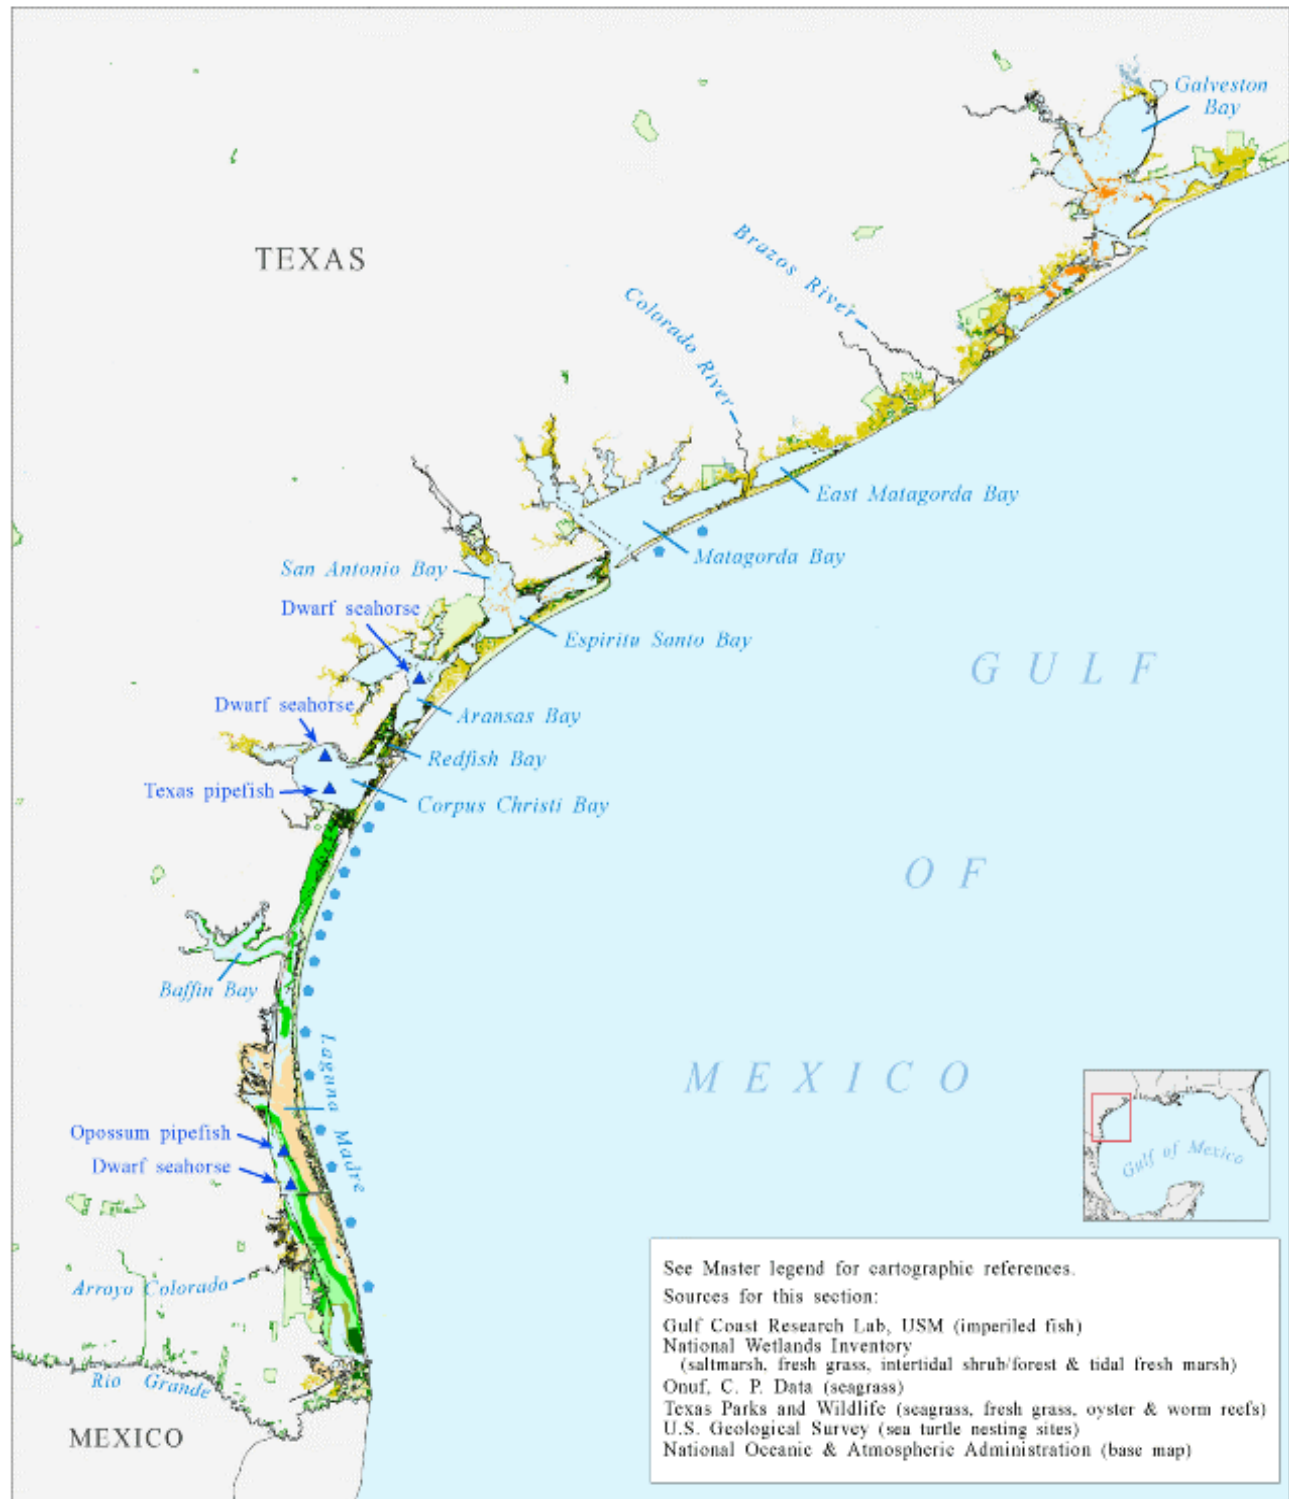 Galveston
Bay
TEXAS
Brazos River
Colorado River
East Matagorda Bay
Matagorda Bay
San Antonio Bay
Dwarf seahorse
Espiritu Santo Bay
GULF
Dwarf seahorse
Aransas Bay
Redfish Bay
Texas pipefish
Corpus Christi Bay
OF
Baffin Bay
Laguna Madre
MEXICO
Opossum pipefish
Dwarf seahorse
Gulf of Mexico
Arroyo Colorado
Rio Grande
MEXICO
See Master legend for cartographic references.
Sources for this section:
Gulf Coast Research Lab, USM (imperiled fish)
National Wetlands Inventory
(saltmarsh, fresh grass, intertidal shrub/forest & tidal fresh marsh)
Onuf, C. P. Data (seagrass)
Texas Parks and Wildlife (seagrass, fresh grass, oyster & worm reefs)
U.S. Geological Survey (sea turtle nesting sites)
National Oceanic & Atmospheric Administration (base map)